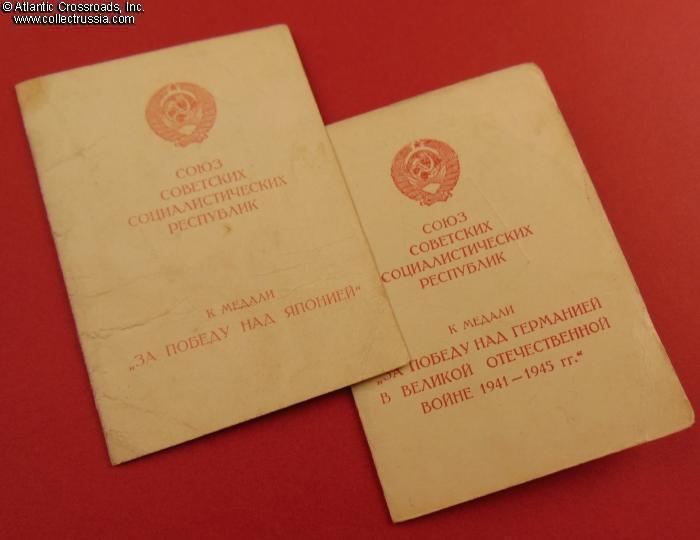 © Atlantic Crossroads, Inc.
www.collectrussia.com
СОЮЗ
СОВЕТСКИХ
СОЦИАЛИСТИЧЕСКИХ
РЕСПУБЛИК
К МЕДАЛИ
„ЗА ПОБЕДУ НАД ЯПОНИЕЙ“
СОЮЗ
СОВЕТСКИХ
СОЦИАЛИСТИЧЕСКИХ
РЕСПУБЛИК
К МЕДАЛИ
„ЗА ПОБЕДУ НАД ГЕРМАНИЕЙ
В ВЕЛИКОЙ ОТЕЧЕСТВЕННОЙ
ВОЙНЕ 1941—1945 гг.“